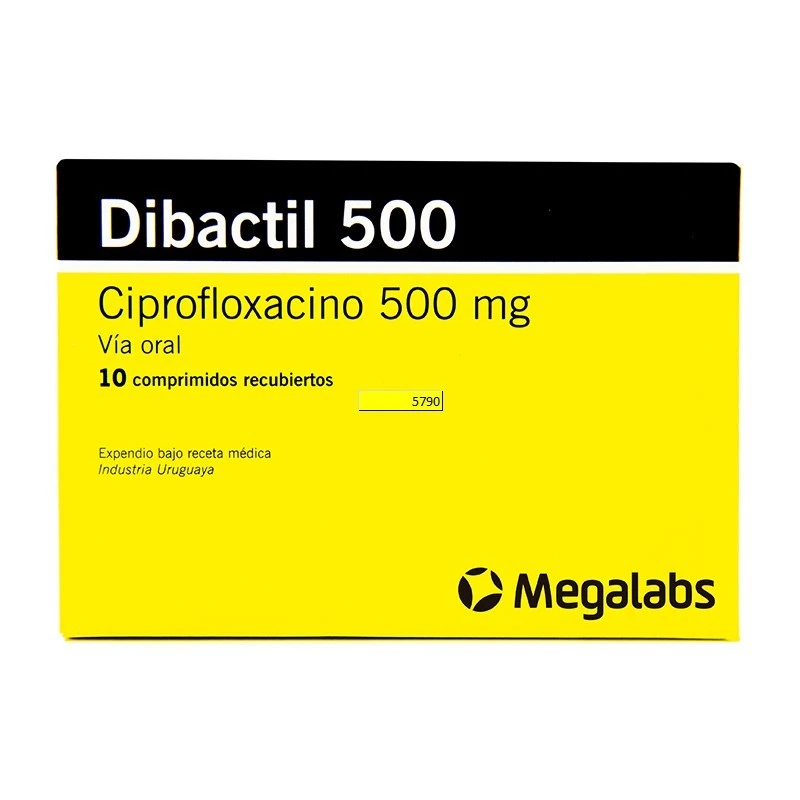 Dibactil 500
Ciprofloxacino 500 mg
Vía oral
10 comprimidos recubiertos
5790
Expendio bajo receta médica
Industria Uruguaya
Megalabs